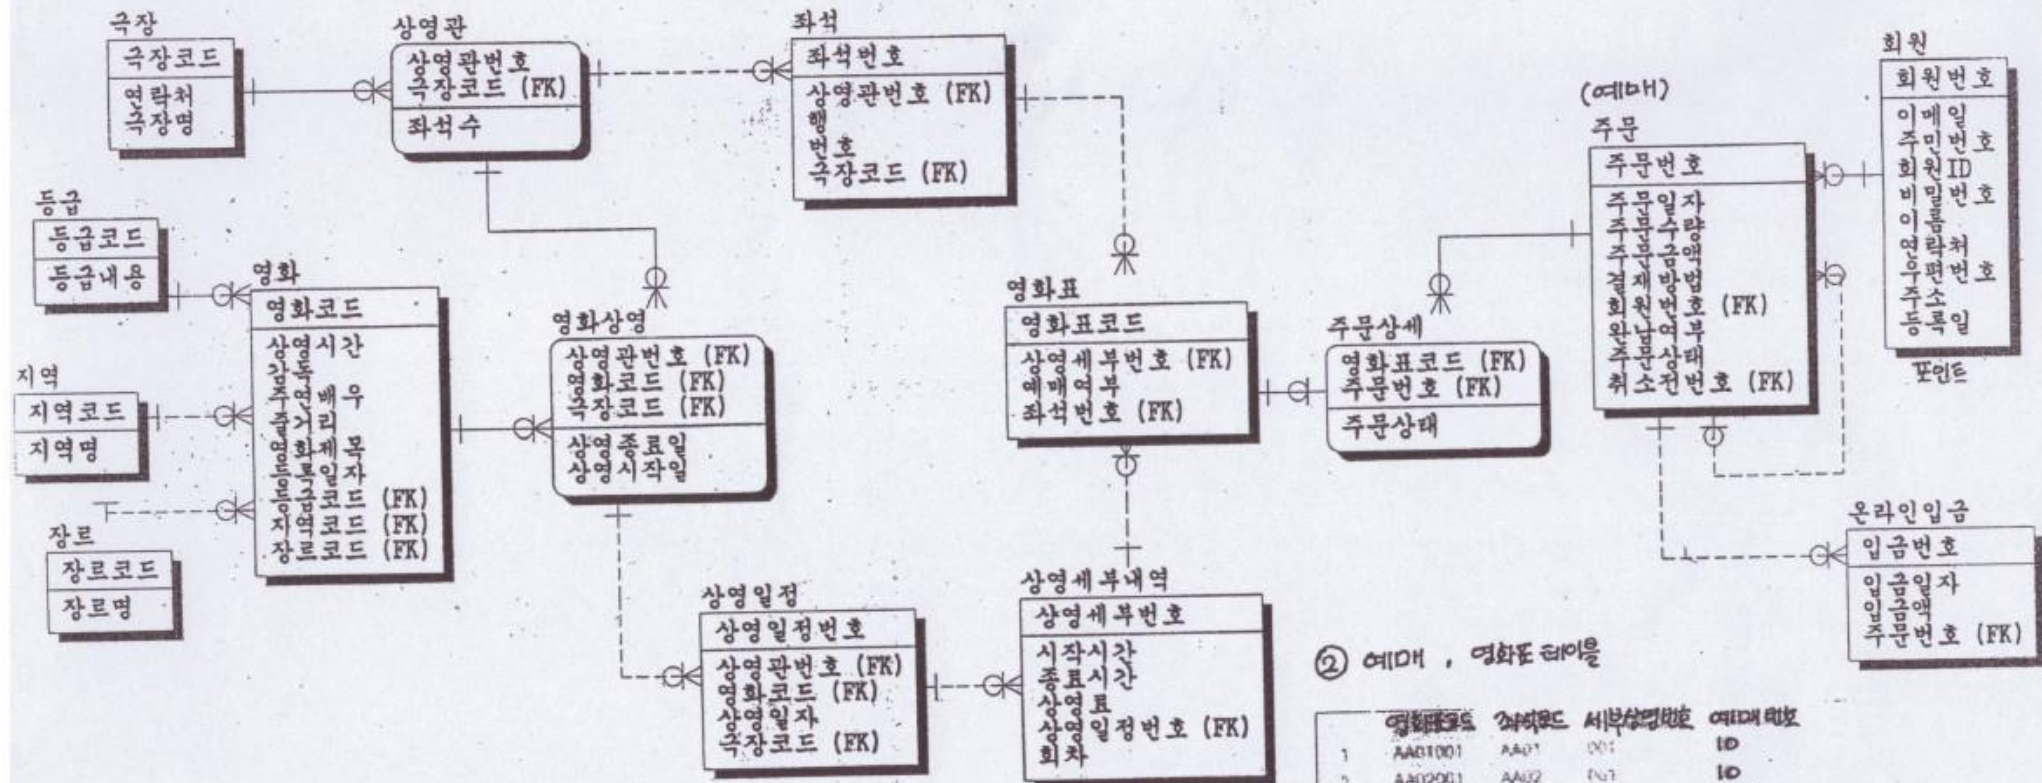 극장
극장코드
연락처
극장명
상영관
상영관번호
극장코드 (FK)
좌석수
좌석
좌석번호
상영관번호 (FK)
행
번호
극장코드 (FK)
회원
회원번호
이메일
주민번호
회원ID
비밀번호
이름
연락처
우편번호
주소
등록일
포인트
(예매)
주문
주문번호
주문일자
주문수량
주문금액
결재방법
회원번호 (FK)
완납여부
주문상태
취소전번호 (FK)
등급
등급코드
등급내용
영화
영화코드
상영시간
감독
주연배우
줄거리
영화제목
등록일자
등급코드 (FK)
지역코드 (FK)
장르코드 (FK)
지역
지역코드
지역명
장르
장르코드
장르명
영화상영
상영관번호 (FK)
영화코드 (FK)
극장코드 (FK)
상영종료일
상영시작일
영화표
영화표코드
상영세부번호 (FK)
예매여부
좌석번호 (FK)
주문상세
영화표코드 (FK)
주문번호 (FK)
주문상태
온라인입금
입금번호
입금일자
입금액
주문번호 (FK)
상영일정
상영일정번호
상영관번호 (FK)
영화코드 (FK)
상영일자
극장코드 (FK)
상영세부내역
상영세부번호
시작시간
종료시간
상영료
상영일정번호 (FK)
회차
② 예매, 영화표 테이블
영화표코드 좌석코드 세부상영번호 예매번호
1 AA01001 AA01 001 10
AA02001 AA02 001 10